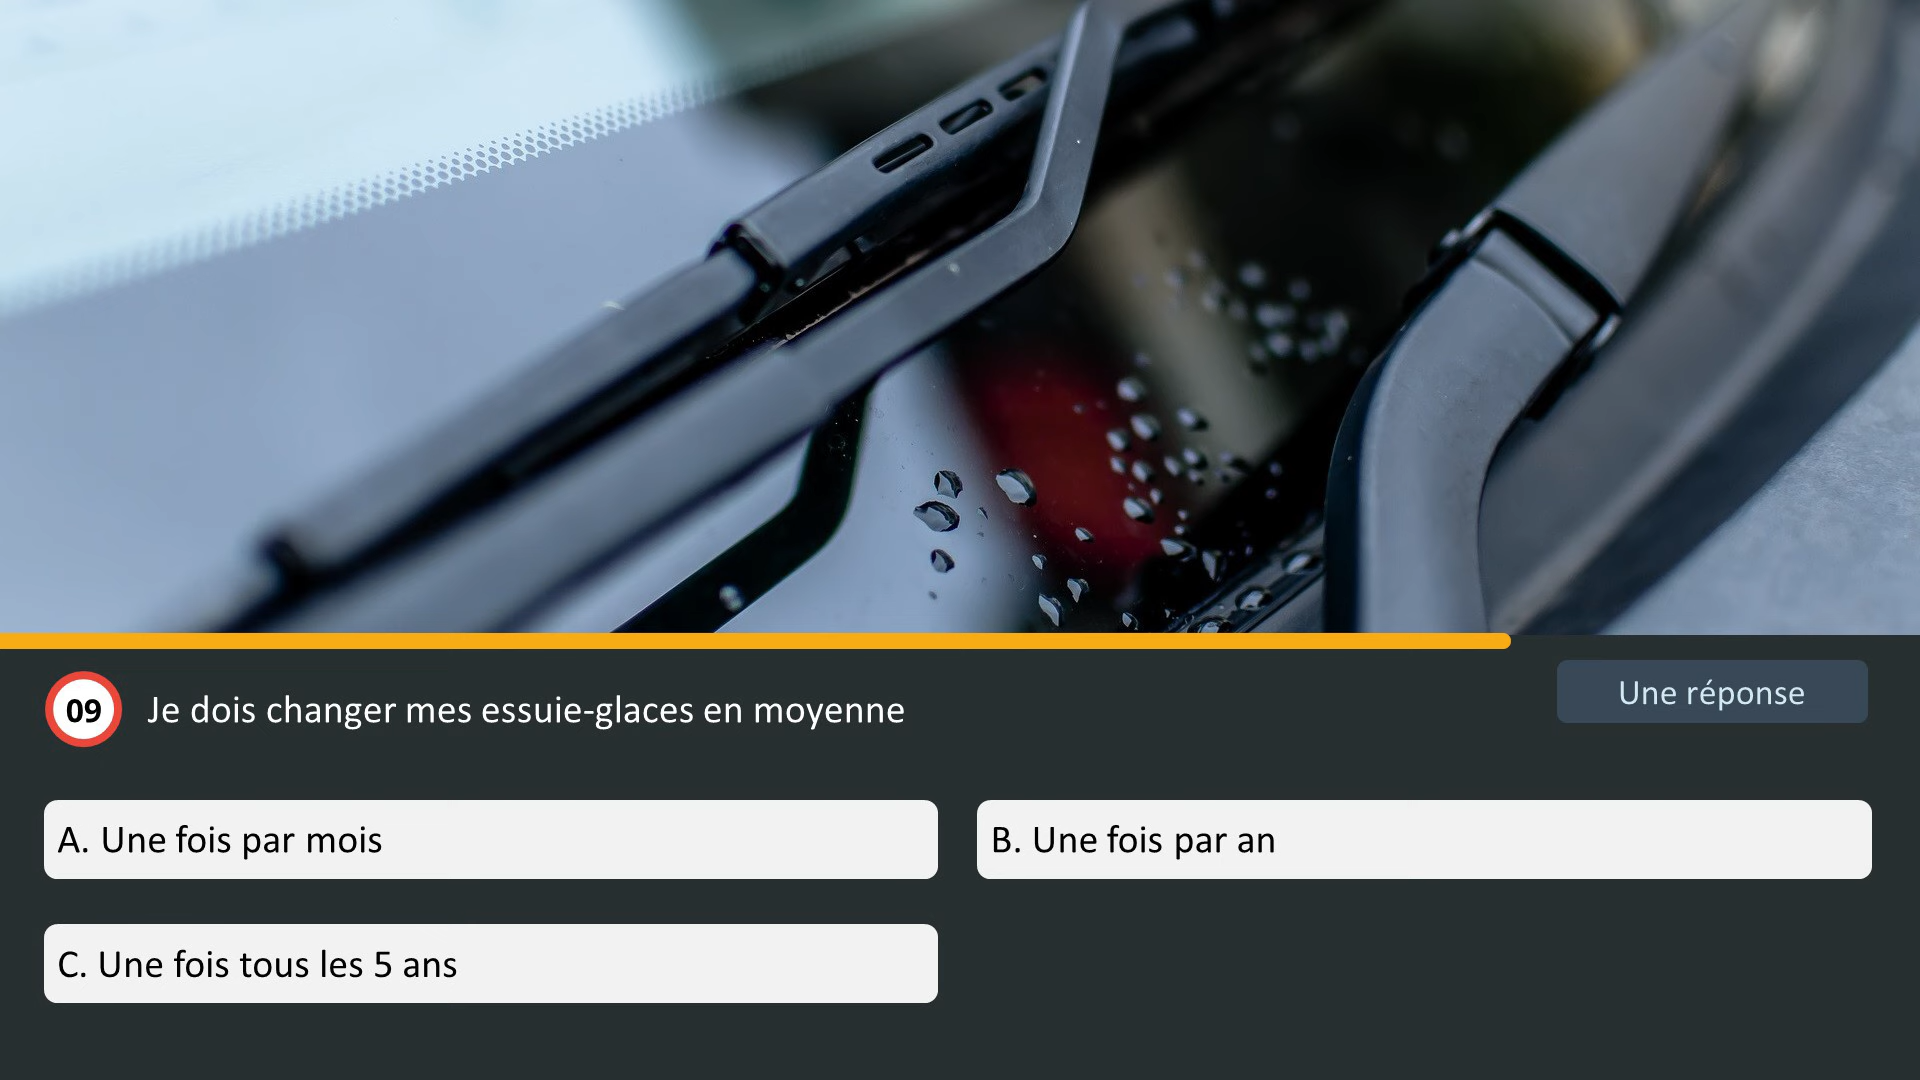 09 Je dois changer mes essuie-glaces en moyenne
Une réponse
A. Une fois par mois
B. Une fois par an
C. Une fois tous les 5 ans